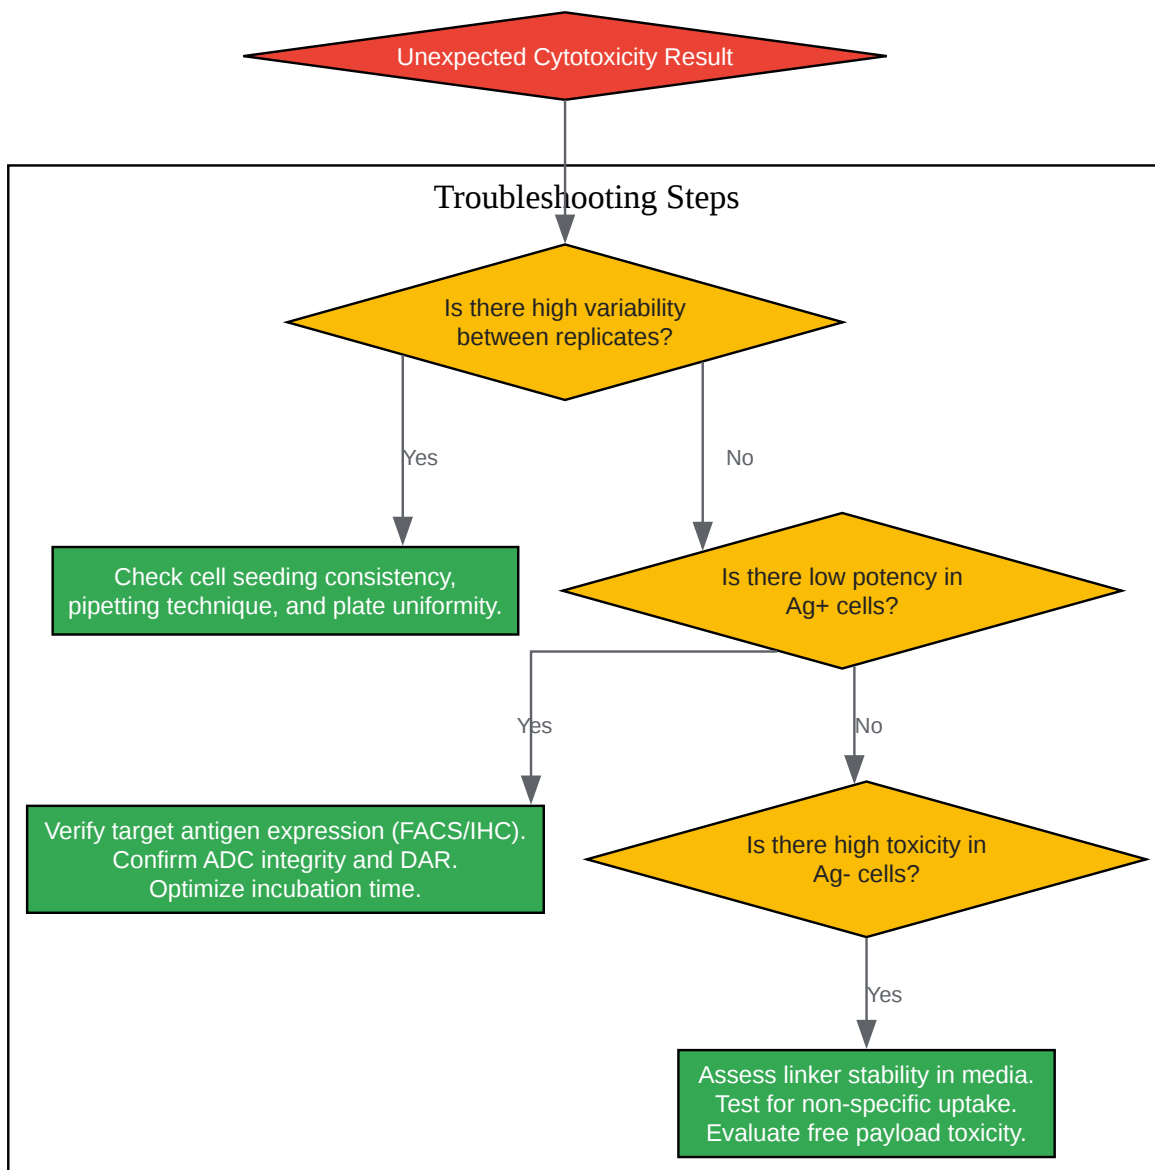 Unexpected Cytotoxicity Result
Troubleshooting Steps
Is there high variability
between replicates?
Yes
No
Check cell seeding consistency,
pipetting technique, and plate uniformity.
Is there low potency in
Ag+ cells?
Yes
No
Verify target antigen expression (FACS/IHC).
Confirm ADC integrity and DAR.
Optimize incubation time.
Is there high toxicity in
Ag- cells?
Yes
Assess linker stability in media.
Test for non-specific uptake.
Evaluate free payload toxicity.